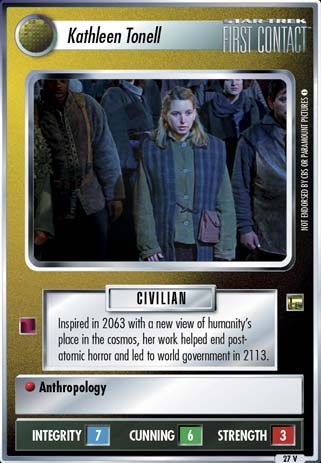 Kathleen Tonell
STAR TREK
FIRST CONTACT
NOT ENDORSED BY CBS OR PARAMOUNT PICTURES
CIVILIAN
Inspired in 2063 with a new view of humanity's
place in the cosmos, her work helped end post-
atomic horror and led to world government in 2113.
Anthropology
INTEGRITY 7 CUNNING 6 STRENGTH 3
27 V